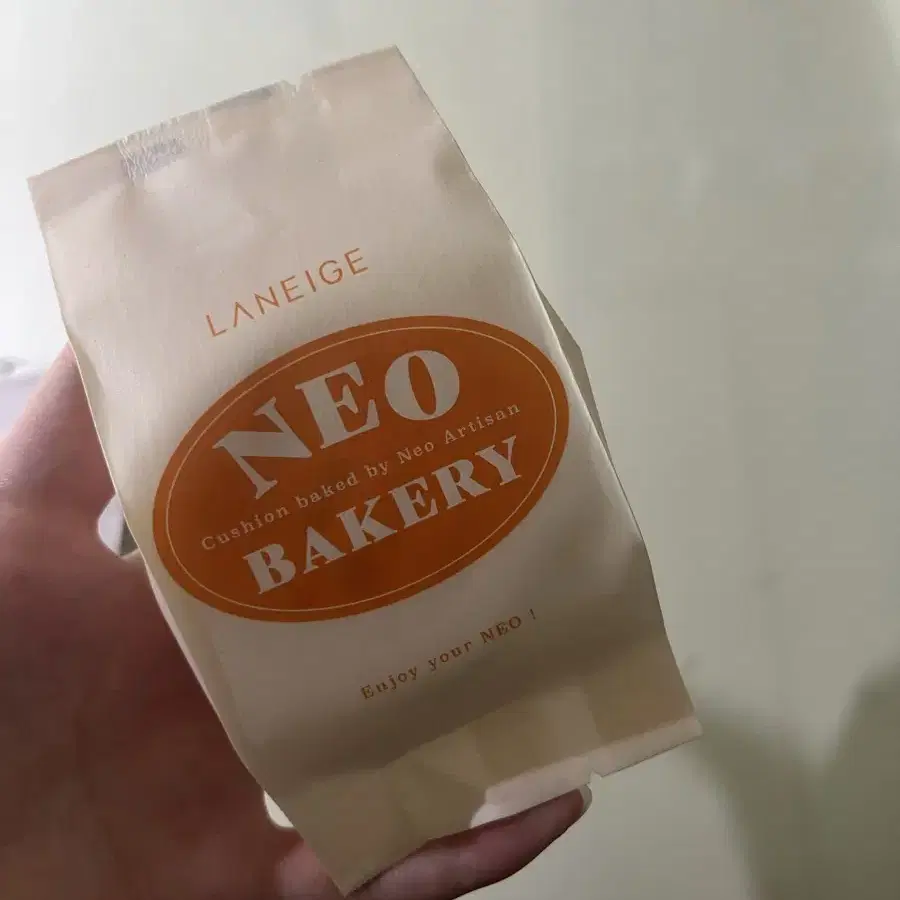 LANEIGE
NEO
Cushion baked by Neo Artisan
BAKERY
Enjoy your NEO !